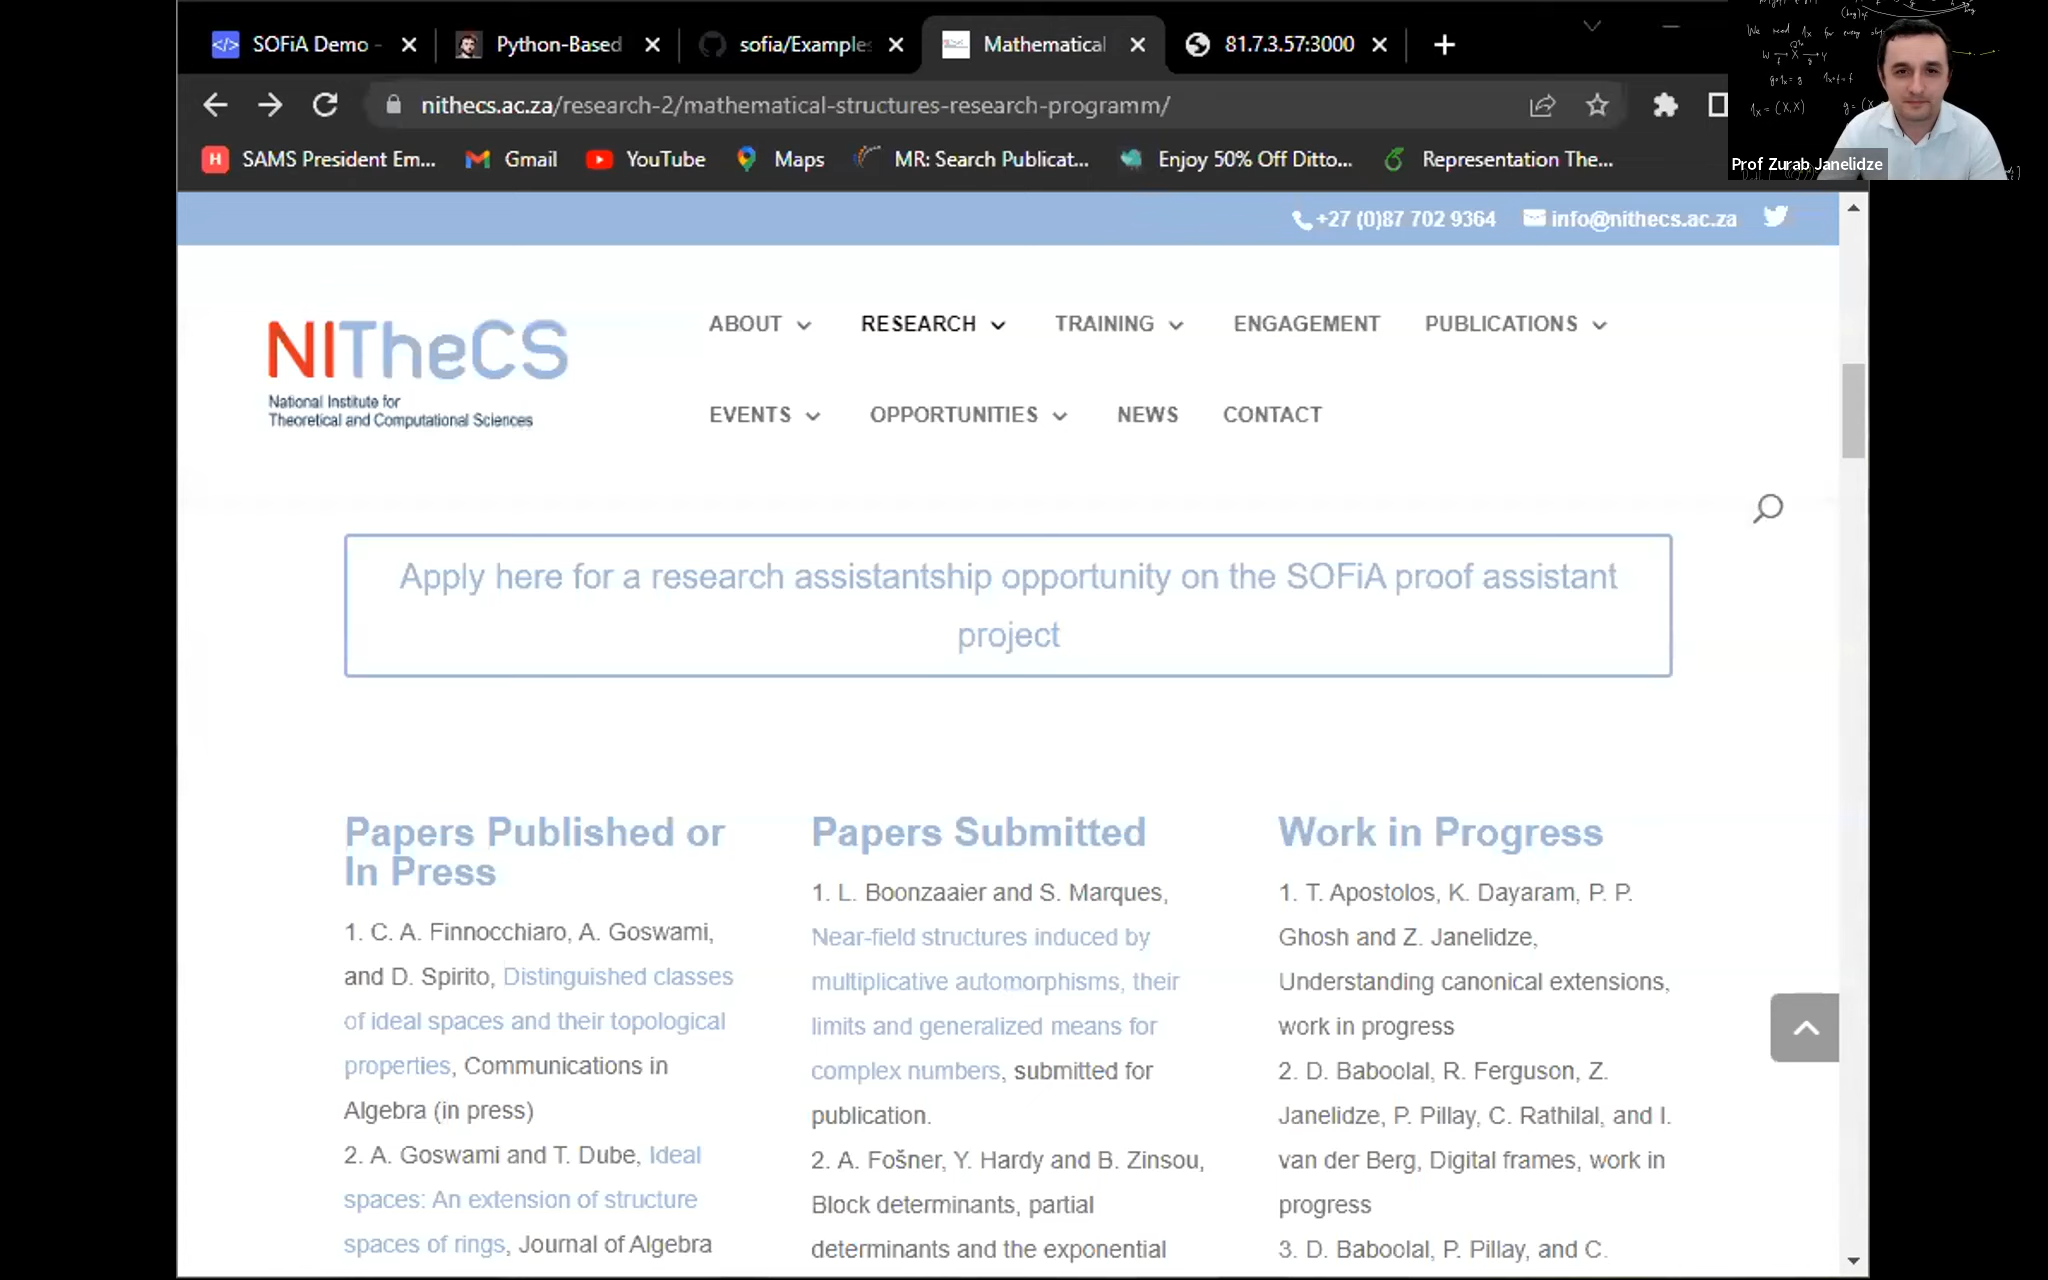 SOFiA Demo -
Python-Based
sofia/Example
Mathematical
81.7.3.57:3000
nithecs.ac.za/research-2/mathematical-structures-research-programm/
SAMS President Em...
Gmail
YouTube
Maps
MR: Search Publicat...
Enjoy 50% Off Ditto...
Representation The...
We read 1x for every
Prof Zurab Janelidze
+27 (0)87 702 9364
info@nithecs.ac.za
NITheCS
National Institute for
Theoretical and Computational Sciences
ABOUT
RESEARCH
TRAINING
ENGAGEMENT
PUBLICATIONS
EVENTS
OPPORTUNITIES
NEWS
CONTACT
Apply here for a research assistantship opportunity on the SOFiA proof assistant
project
Papers Published or
In Press
1. C. A. Finnocchiaro, A. Goswami,
and D. Spirito, Distinguished classes
of ideal spaces and their topological
properties, Communications in
Algebra (in press)
2. A. Goswami and T. Dube, Ideal
spaces: An extension of structure
spaces of rings, Journal of Algebra
Papers Submitted
1. L. Boonzaaier and S. Marques,
Near-field structures induced by
multiplicative automorphisms, their
limits and generalized means for
complex numbers, submitted for
publication.
2. A. Fošner, Y. Hardy and B. Zinsou,
Block determinants, partial
determinants and the exponential
Work in Progress
1. T. Apostolos, K. Dayaram, P. P.
Ghosh and Z. Janelidze,
Understanding canonical extensions,
work in progress
2. D. Baboolal, R. Ferguson, Z.
Janelidze, P. Pillay, C. Rathilal, and I.
van der Berg, Digital frames, work in
progress
3. D. Baboolal, P. Pillay, and C.